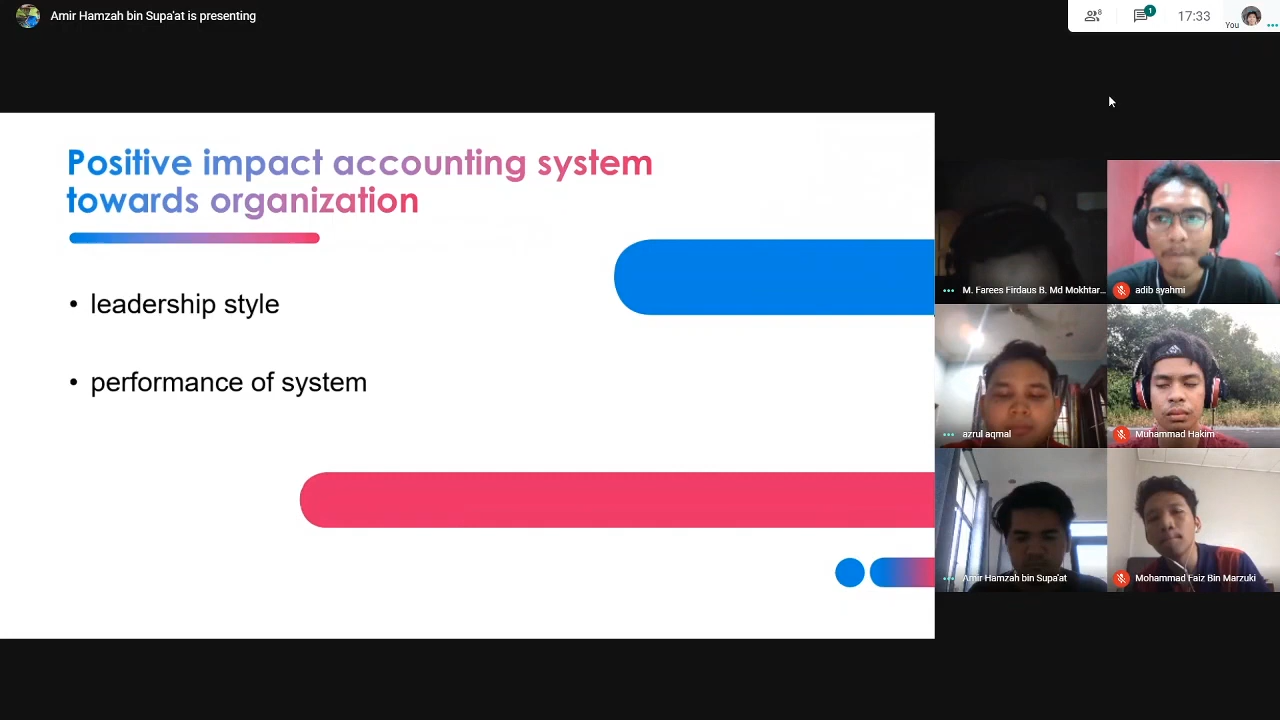 Amir Hamzah bin Supa'at is presenting
8
1
17:33
You
Positive impact accounting system
towards organization
• leadership style
• performance of system
M. Farees Firdaus B. Md Mokhtar...
adib syahmi
azrul aqmal
Muhammad Hakim
Amir Hamzah bin Supa'at
Mohammad Faiz Bin Marzuki